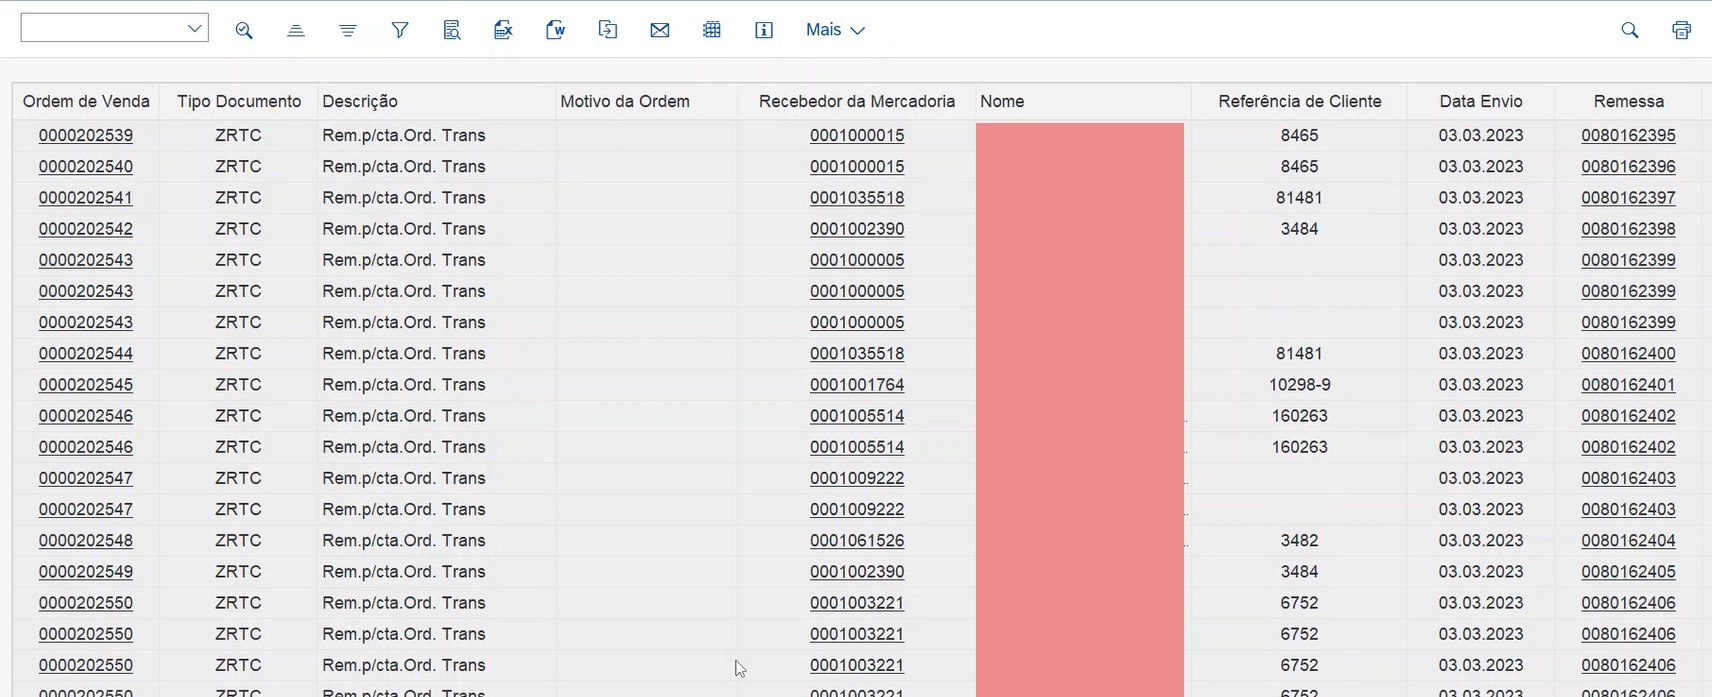 Mais
Ordem de Venda Tipo Documento Descrição Motivo da Ordem Recebedor da Mercadoria Nome Referência de Cliente Data Envio Remessa
0000202539 ZRTC Rem.p/cta.Ord. Trans 0001000015 8465 03.03.2023 0080162395
0000202540 ZRTC Rem.p/cta.Ord. Trans 0001000015 8465 03.03.2023 0080162396
0000202541 ZRTC Rem.p/cta.Ord. Trans 0001035518 81481 03.03.2023 0080162397
0000202542 ZRTC Rem.p/cta.Ord. Trans 0001002390 3484 03.03.2023 0080162398
0000202543 ZRTC Rem.p/cta.Ord. Trans 0001000005 03.03.2023 0080162399
0000202543 ZRTC Rem.p/cta.Ord. Trans 0001000005 03.03.2023 0080162399
0000202543 ZRTC Rem.p/cta.Ord. Trans 0001000005 03.03.2023 0080162399
0000202544 ZRTC Rem.p/cta.Ord. Trans 0001035518 81481 03.03.2023 0080162400
0000202545 ZRTC Rem.p/cta.Ord. Trans 0001001764 10298-9 03.03.2023 0080162401
0000202546 ZRTC Rem.p/cta.Ord. Trans 0001005514 160263 03.03.2023 0080162402
0000202546 ZRTC Rem.p/cta.Ord. Trans 0001005514 160263 03.03.2023 0080162402
0000202547 ZRTC Rem.p/cta.Ord. Trans 0001009222 03.03.2023 0080162403
0000202547 ZRTC Rem.p/cta.Ord. Trans 0001009222 03.03.2023 0080162403
0000202548 ZRTC Rem.p/cta.Ord. Trans 0001061526 3482 03.03.2023 0080162404
0000202549 ZRTC Rem.p/cta.Ord. Trans 0001002390 3484 03.03.2023 0080162405
0000202550 ZRTC Rem.p/cta.Ord. Trans 0001003221 6752 03.03.2023 0080162406
0000202550 ZRTC Rem.p/cta.Ord. Trans 0001003221 6752 03.03.2023 0080162406
0000202550 ZRTC Rem.p/cta.Ord. Trans 0001003221 6752 03.03.2023 0080162406